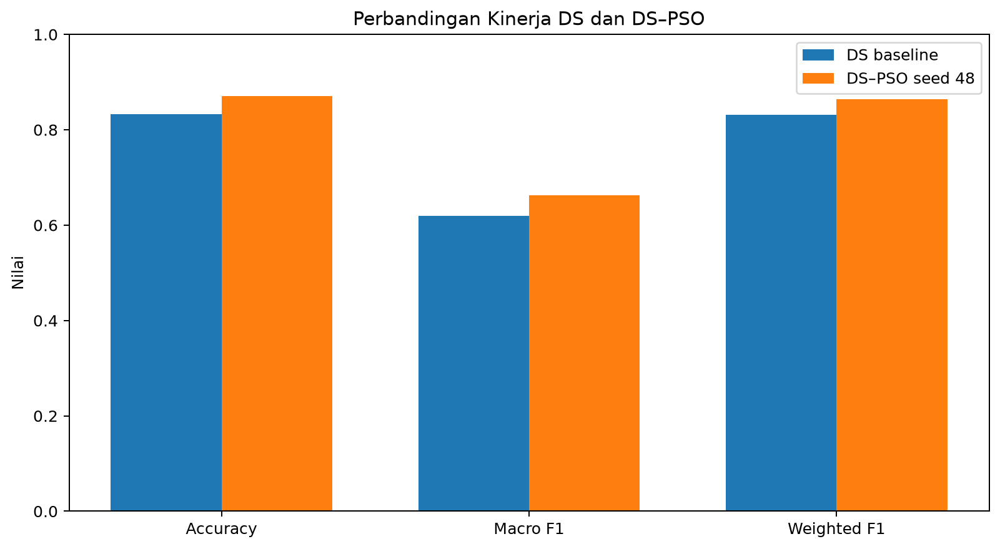 Perbandingan Kinerja DS dan DS–PSO
DS baseline
DS–PSO seed 48
Nilai
1.0
0.8
0.6
0.4
0.2
0.0
Accuracy
Macro F1
Weighted F1